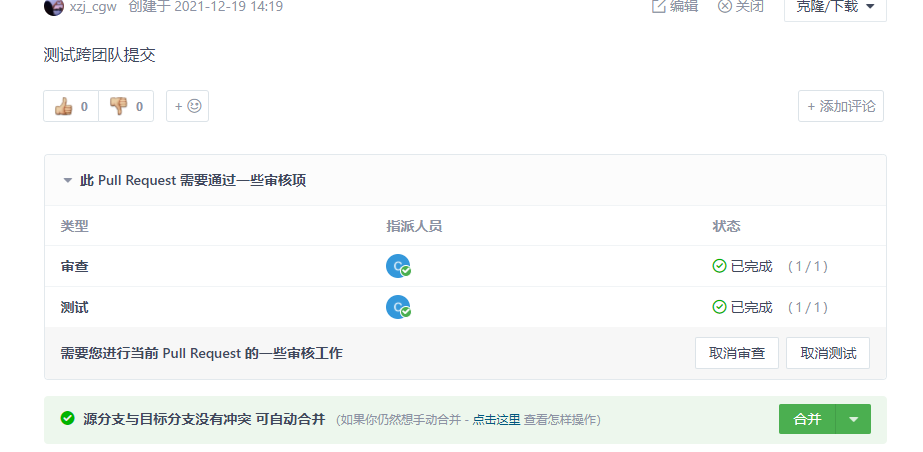 xzj_cgw 创建于 2021-12-19 14:19 编辑 关闭 克隆/下载
测试跨团队提交
0 0 + + 添加评论
此 Pull Request 需要通过一些审核项
类型 指派人员 状态
审查 C 已完成 (1/1)
测试 C 已完成 (1/1)
需要您进行当前 Pull Request 的一些审核工作 取消审查 取消测试
源分支与目标分支没有冲突 可自动合并 (如果你仍然想手动合并 - 点击这里 查看怎样操作) 合并